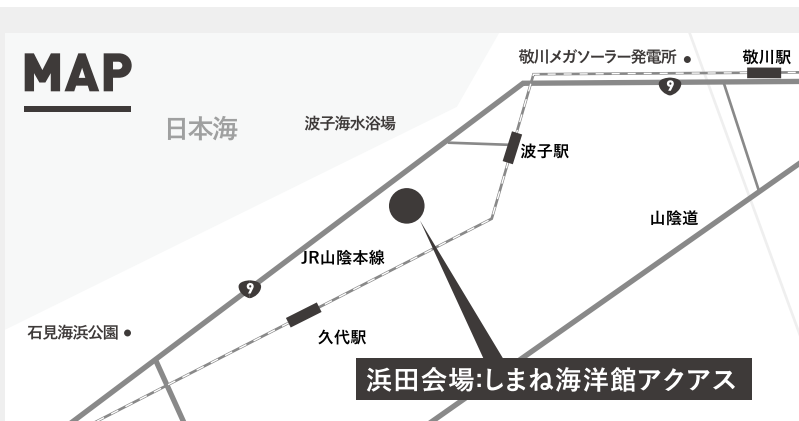 MAP
敬川メガソーラー発電所
敬川駅
9
日本海
波子海水浴場
波子駅
山陰道
JR山陰本線
9
石見海浜公園
久代駅
浜田会場:しまね海洋館アクアス